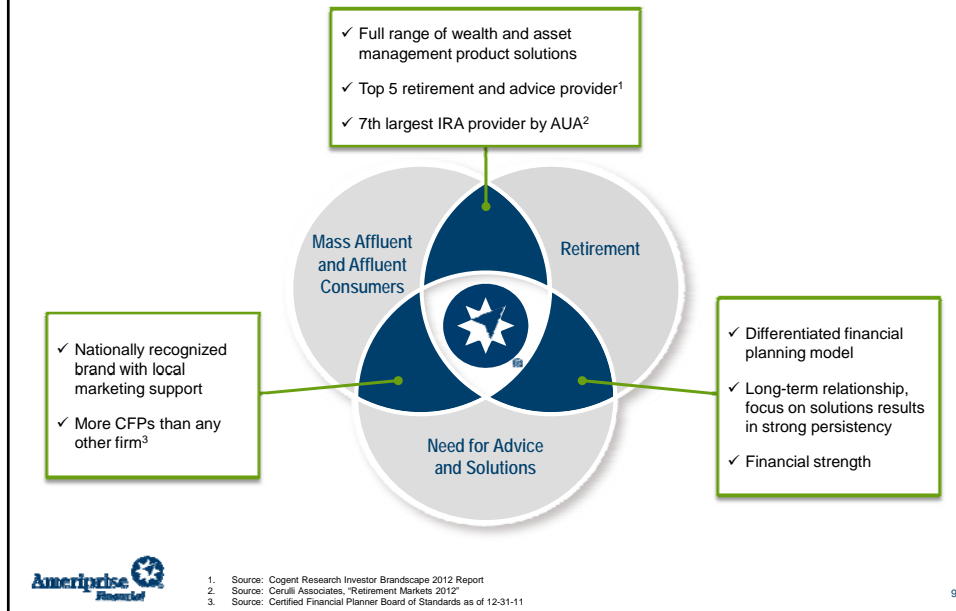 ✓ Full range of wealth and asset
management product solutions
✓ Top 5 retirement and advice provider¹
✓ 7th largest IRA provider by AUA²
Mass Affluent
and Affluent
Consumers
Retirement
✓ Nationally recognized
brand with local
marketing support
✓ More CFPs than any
other firm³
✓ Differentiated financial
planning model
✓ Long-term relationship,
focus on solutions results
in strong persistency
✓ Financial strength
Need for Advice
and Solutions
Ameriprise
Financial
1. Source: Cogent Research Investor Brandscape 2012 Report
2. Source: Cerulli Associates, "Retirement Markets 2012"
3. Source: Certified Financial Planner Board of Standards as of 12-31-11
9